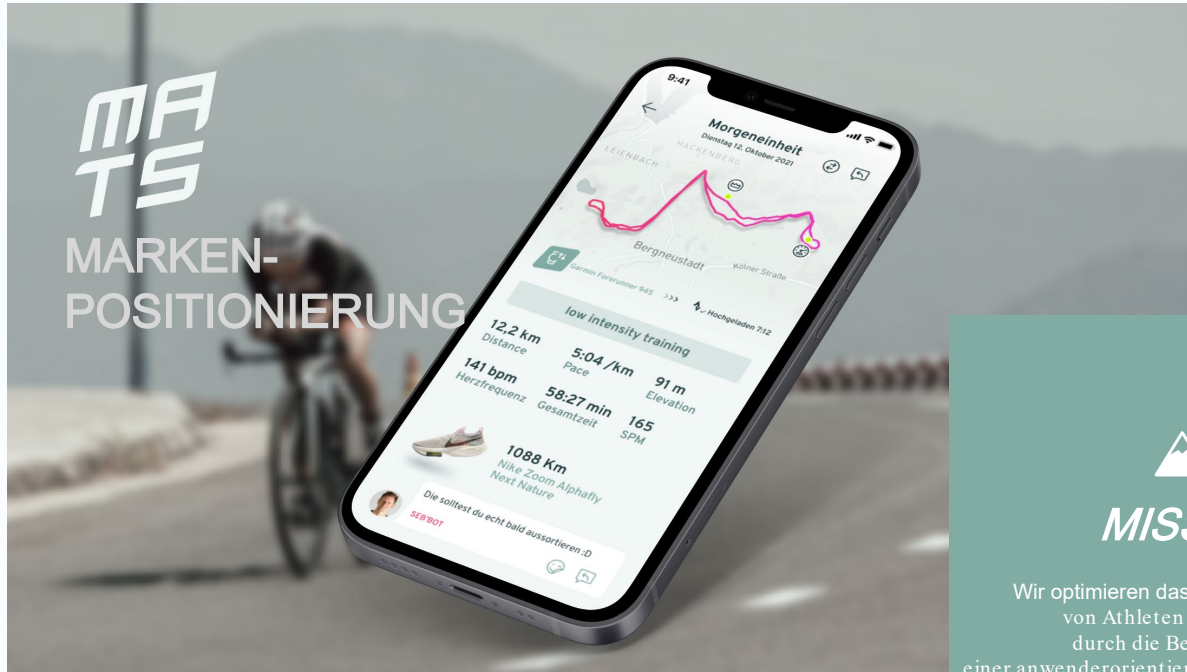 MA
TS
MARKEN-
POSITIONIERUNG
9:41
Morgeneinheit
Dienstag 12. Oktober 2021
LEIENBACH
HACKENBERG
Bergneustadt
Kölner Straße
Garmin Forerunner 945 >>> Hochgeladen 7:12
low intensity training
12,2 km
Distance
5:04 /km
Pace
91 m
Elevation
141 bpm
Herzfrequenz
58:27 min
Gesamtzeit
165
SPM
1088 Km
Nike Zoom Alphafly
Next Nature
Die solltest du echt bald aussortieren :D
SEB'BOT
Wir optimieren das
von Athleten
durch die